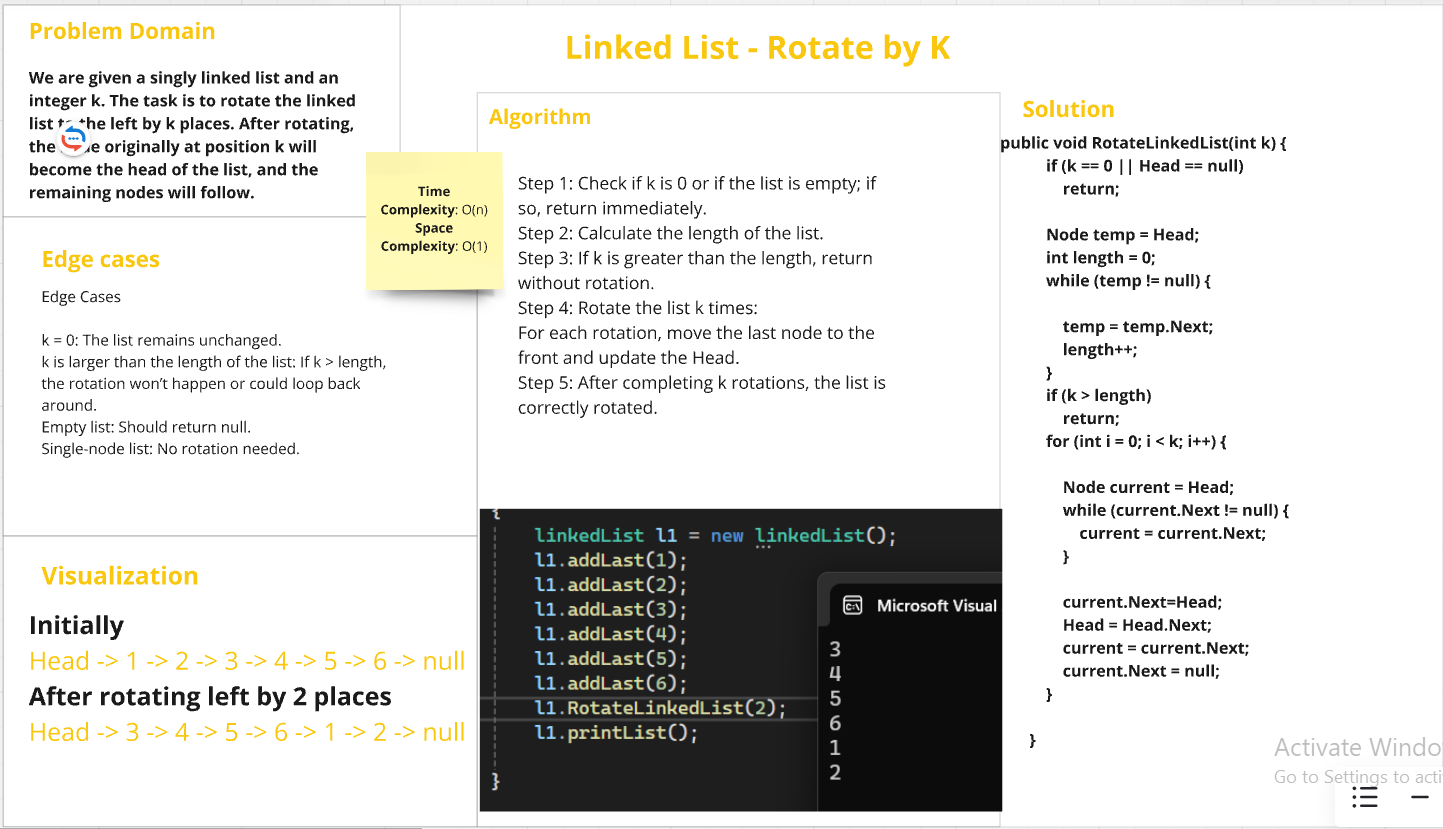 Problem Domain
We are given a singly linked list and an
integer k. The task is to rotate the linked
list the left by k places. After rotating,
the originally at position k will
become the head of the list, and the
remaining nodes will follow.
Edge cases
Edge Cases
k = 0: The list remains unchanged.
k is larger than the length of the list: If k > length,
the rotation won't happen or could loop back
around.
Empty list: Should return null.
Single-node list: No rotation needed.
Visualization
Initially
Head -> 1 -> 2 -> 3 -> 4 -> 5 -> 6 -> null
After rotating left by 2 places
Head -> 3 -> 4 -> 5 -> 6 -> 1 -> 2 -> null
Time
Complexity: O(n)
Space
Complexity: O(1)
Linked List - Rotate by K
Algorithm
Step 1: Check if k is 0 or if the list is empty; if
so, return immediately.
Step 2: Calculate the length of the list.
Step 3: If k is greater than the length, return
without rotation.
Step 4: Rotate the list k times:
For each rotation, move the last node to the
front and update the Head.
Step 5: After completing k rotations, the list is
correctly rotated.
{
linkedList l1 = new linkedList();
l1.addLast(1);
l1.addLast(2);
l1.addLast(3);
l1.addLast(4);
l1.addLast(5);
l1.addLast(6);
l1.RotateLinkedList(2);
l1.printList();
}
Microsoft Visual
3
4
5
6
1
2
Solution
public void RotateLinkedList(int k) {
if (k == 0 || Head == null)
return;
Node temp = Head;
int length = 0;
while (temp != null) {
temp = temp.Next;
length++;
}
if (k > length)
return;
for (int i = 0; i < k; i++) {
Node current = Head;
while (current.Next != null) {
current = current.Next;
}
current.Next=Head;
Head = Head.Next;
current = current.Next;
current.Next = null;
}
}
Activate Windo
Go to Settings to acti